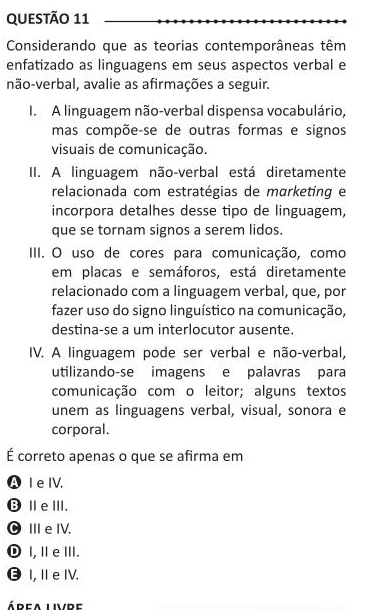 QUESTÃO 11
Considerando que as teorias contemporâneas têm
enfatizado as linguagens em seus aspectos verbal e
não-verbal, avalie as afirmações a seguir.
I. A linguagem não-verbal dispensa vocabulário,
mas compõe-se de outras formas e signos
visuais de comunicação.
II. A linguagem não-verbal está diretamente
relacionada com estratégias de marketing e
incorpora detalhes desse tipo de linguagem,
que se tornam signos a serem lidos.
III. O uso de cores para comunicação, como
em placas e semáforos, está diretamente
relacionado com a linguagem verbal, que, por
fazer uso do signo linguístico na comunicação,
destina-se a um interlocutor ausente.
IV. A linguagem pode ser verbal e não-verbal,
utilizando-se imagens e palavras para
comunicação com o leitor; alguns textos
unem as linguagens verbal, visual, sonora e
corporal.
É correto apenas o que se afirma em
A I e IV.
B II e III.
C III e IV.
D I, II e III.
E I, II e IV.
ÁREA LIVRE